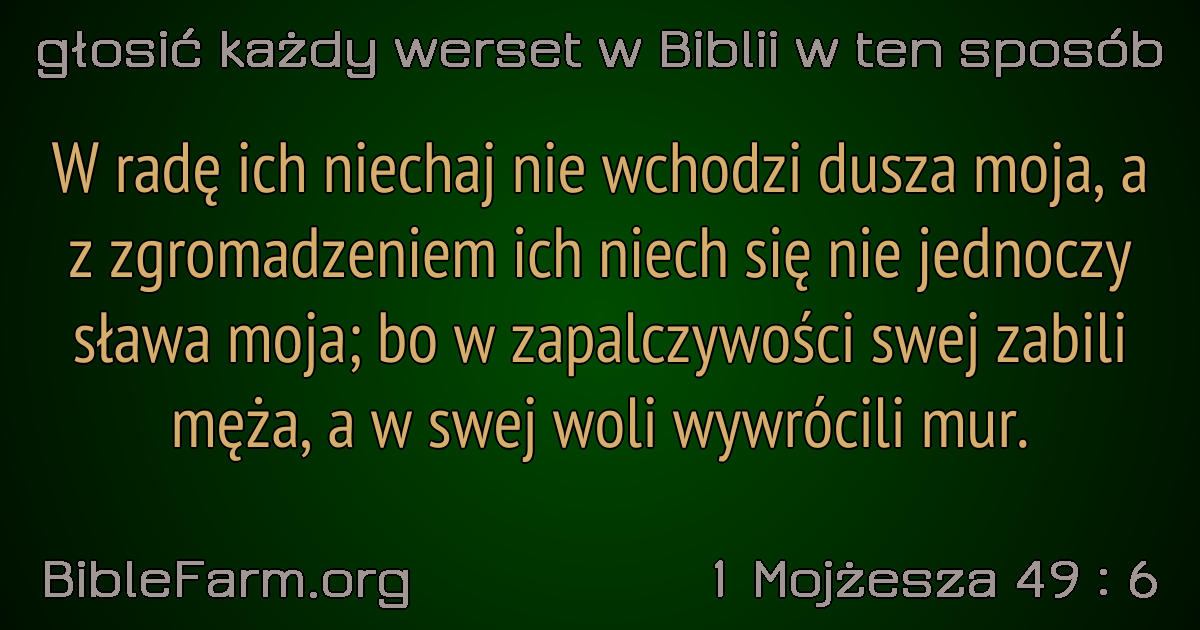 głosić każdy werset w Biblii w ten sposób
W radę ich niechaj nie wchodzi dusza moja, a
z zgromadzeniem ich niech się nie jednoczy
sława moja; bo w zapalczywości swej zabili
męża, a w swej woli wywrócili mur.
BibleFarm.org
1 Mojżesza 49 : 6